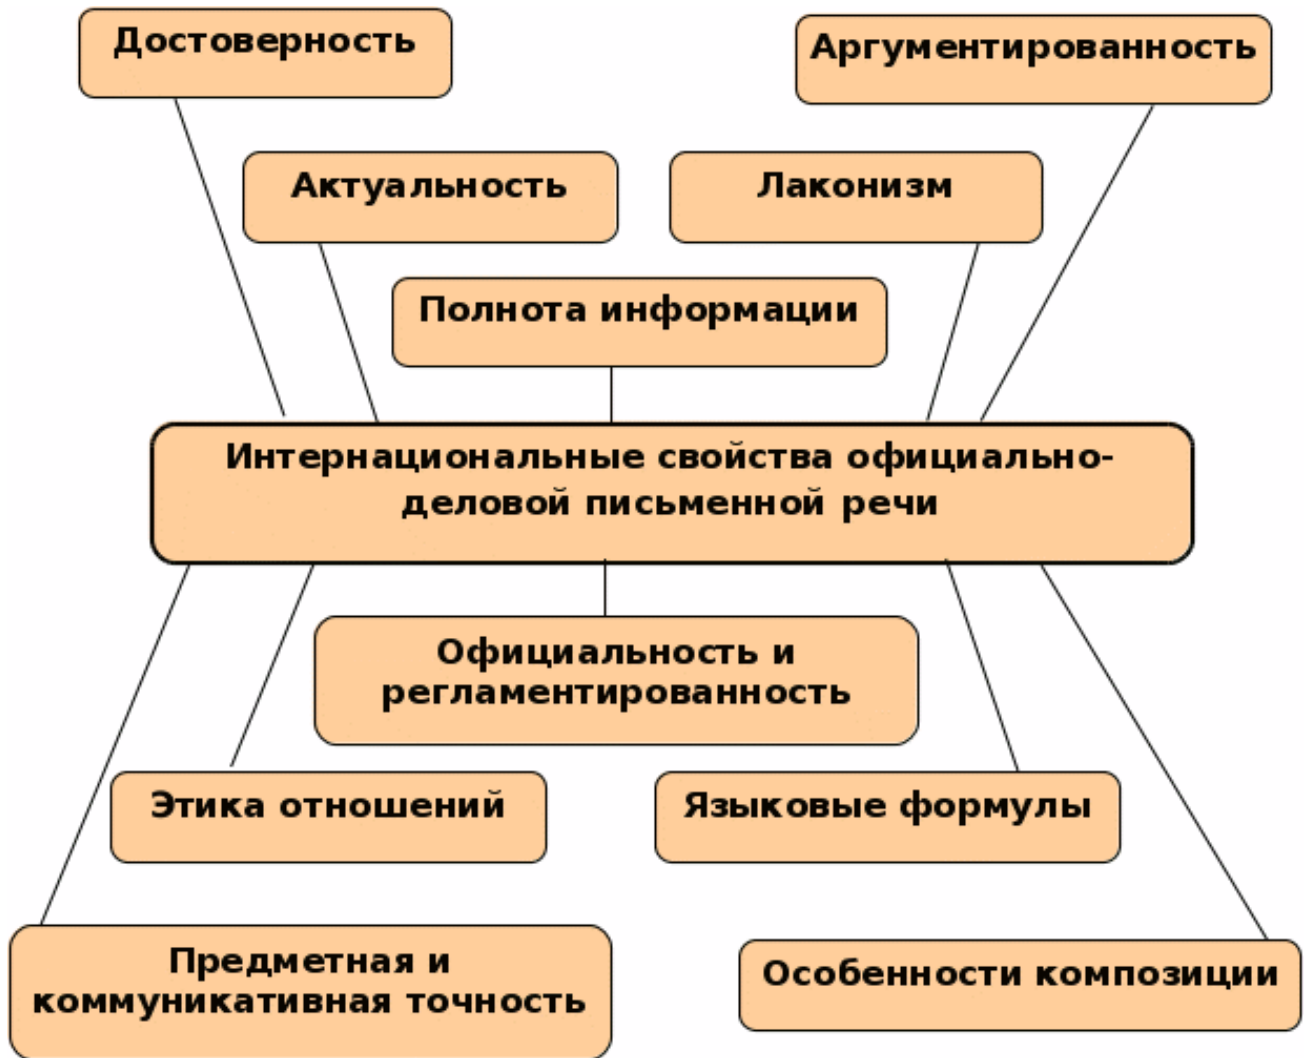 Достоверность
Аргументированность
Актуальность
Лаконизм
Полнота информации
Интернациональные свойства официально-
деловой письменной речи
Официальность и
регламентированность
Этика отношений
Языковые формулы
Предметная и
коммуникативная точность
Особенности композиции